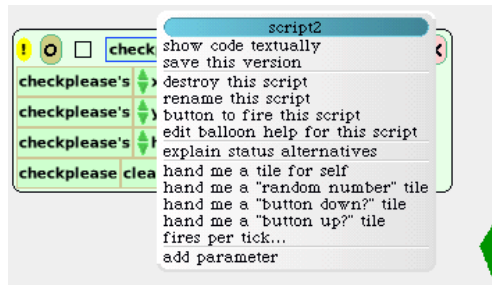 script2
! O check
show code textually
save this version
checkplease's
destroy this script
rename this script
checkplease's y
button to fire this script
edit balloon help for this script
checkplease's h
explain status alternatives
checkplease clea
hand me a tile for self
hand me a "random number" tile
hand me a "button down?" tile
hand me a "button up?" tile
fires per tick...
add parameter